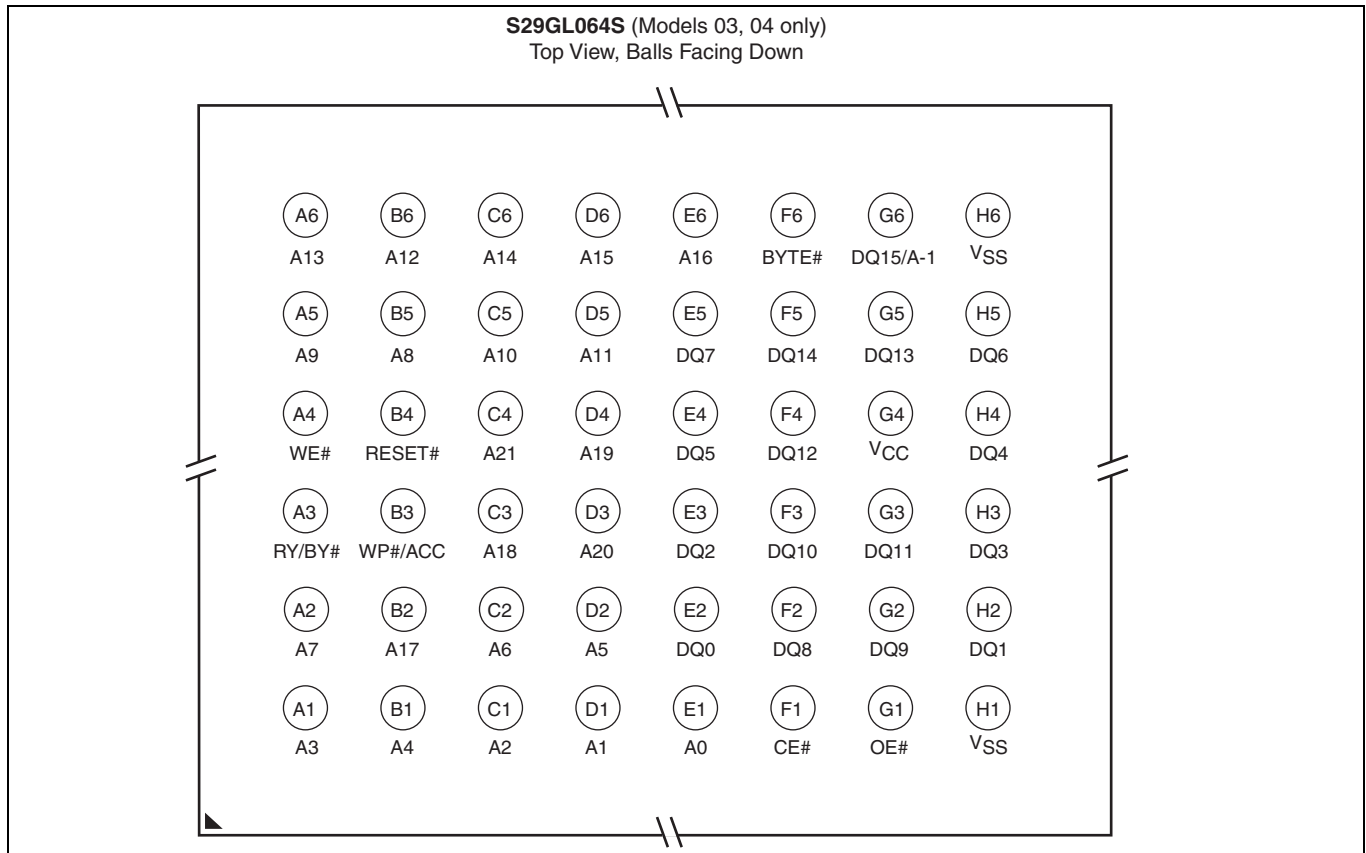 S29GL064S (Models 03, 04 only)
Top View, Balls Facing Down
A6 B6 C6 D6 E6 F6 G6 H6
A13 A12 A14 A15 A16 BYTE# DQ15/A-1 VSS
A5 B5 C5 D5 E5 F5 G5 H5
A9 A8 A10 A11 DQ7 DQ14 DQ13 DQ6
A4 B4 C4 D4 E4 F4 G4 H4
WE# RESET# A21 A19 DQ5 DQ12 VCC DQ4
A3 B3 C3 D3 E3 F3 G3 H3
RY/BY# WP#/ACC A18 A20 DQ2 DQ10 DQ11 DQ3
A2 B2 C2 D2 E2 F2 G2 H2
A7 A17 A6 A5 DQ0 DQ8 DQ9 DQ1
A1 B1 C1 D1 E1 F1 G1 H1
A3 A4 A2 A1 A0 CE# OE# VSS